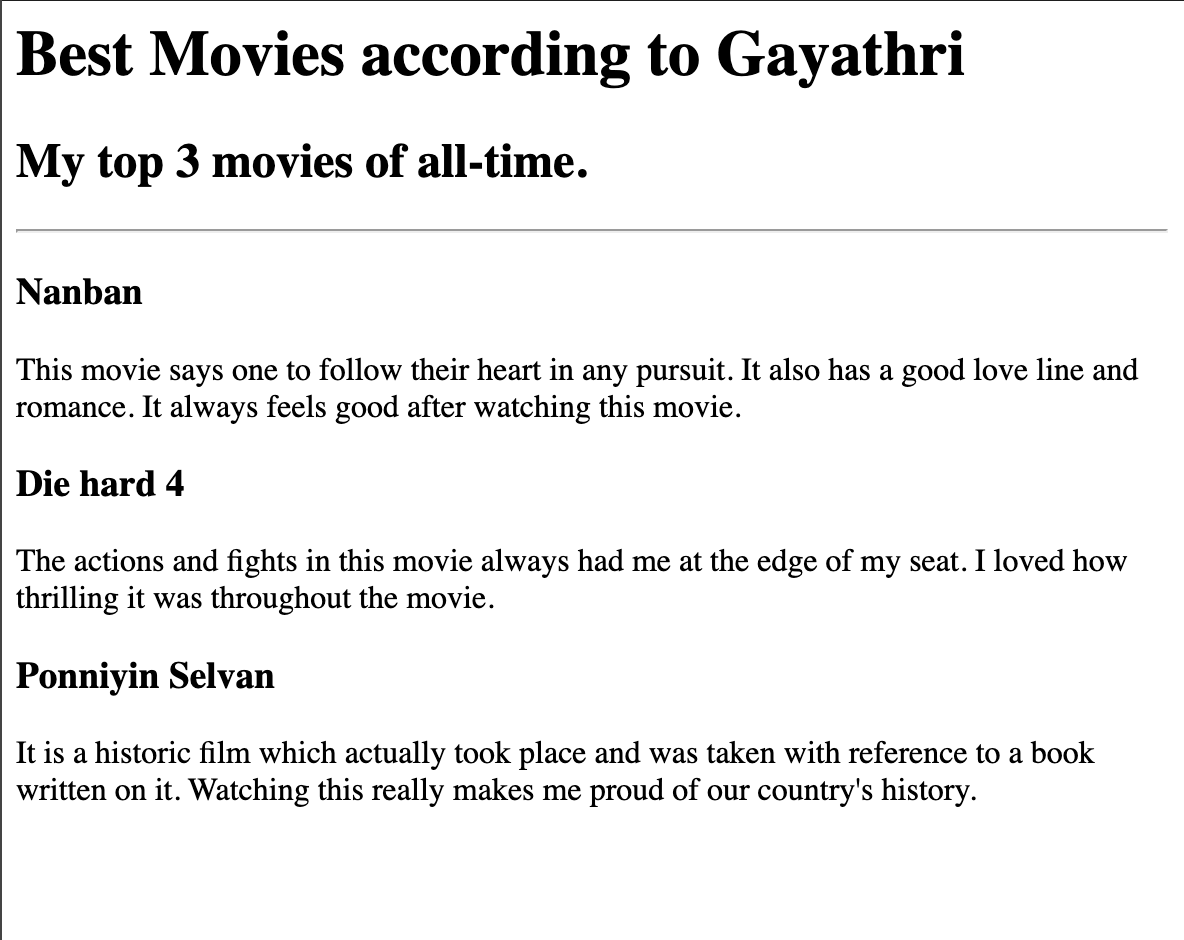 Best Movies according to Gayathri
My top 3 movies of all-time.
Nanban
This movie says one to follow their heart in any pursuit. It also has a good love line and
romance. It always feels good after watching this movie.
Die hard 4
The actions and fights in this movie always had me at the edge of my seat. I loved how
thrilling it was throughout the movie.
Ponniyin Selvan
It is a historic film which actually took place and was taken with reference to a book
written on it. Watching this really makes me proud of our country's history.